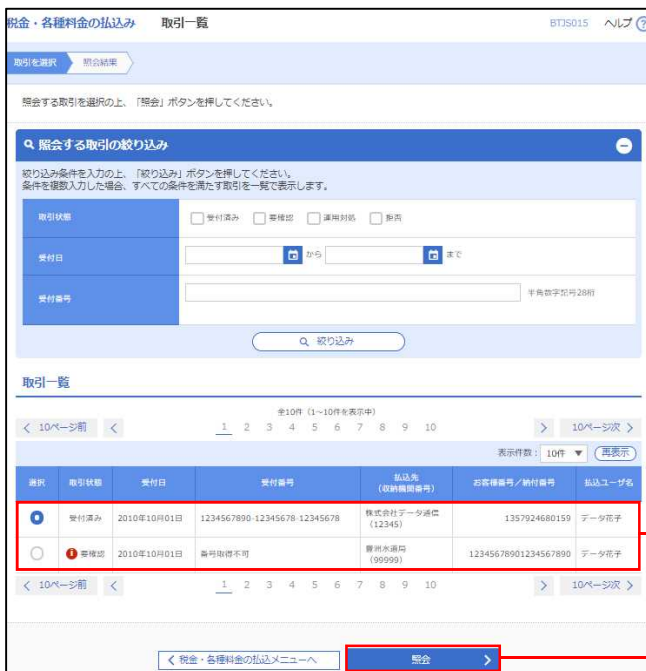 税金・各種料金の払込み 取引一覧 BTJS015 ヘルプ ?
取引を選択 照会結果
照会する取引を選択の上、「照会」ボタンを押してください。
照会する取引の絞り込み
絞り込み条件を入力の上、「絞り込み」ボタンを押してください。
条件を複数入力した場合、すべての条件を満たす取引を一覧で表示します。
取引状態 受付済み 要確認 運用対処 拒否
受付日 から まで
受付番号 半角数字記号28桁
絞り込み
取引一覧
全10件(1~10件を表示中)
< 10ページ前 < 1 2 3 4 5 6 7 8 9 10 > 10ページ次 >
表示件数: 10件 ▼ (再表示)
選択 取引状態 受付日 受付番号 払込先 お客様番号/納付番号 払込ユーザ名
(収納機関番号)
受付済み 2010年10月01日 1234567890-12345678-12345678 株式会社データ通信 1357924680159 データ花子
(12345)
! 要確認 2010年10月01日 番号取得不可 豊洲水道局 12345678901234567890 データ花子
(99999)
< 10ページ前 < 1 2 3 4 5 6 7 8 9 10 > 10ページ次 >
< 税金・各種料金の払込メニューへ 照会 >